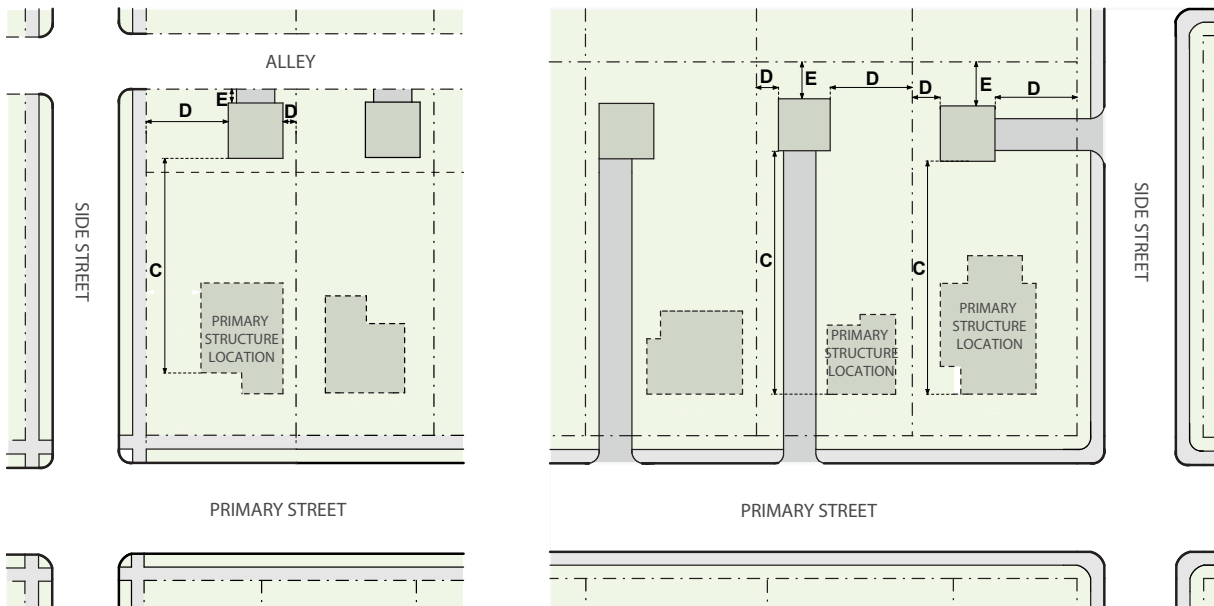 ALLEY
E
D
D
C
SIDE STREET
PRIMARY
STRUCTURE
LOCATION
PRIMARY STREET
D
E
D
D
E
D
C
C
SIDE STREET
PRIMARY
STRUCTURE
LOCATION
PRIMARY
STRUCTURE
LOCATION
PRIMARY STREET